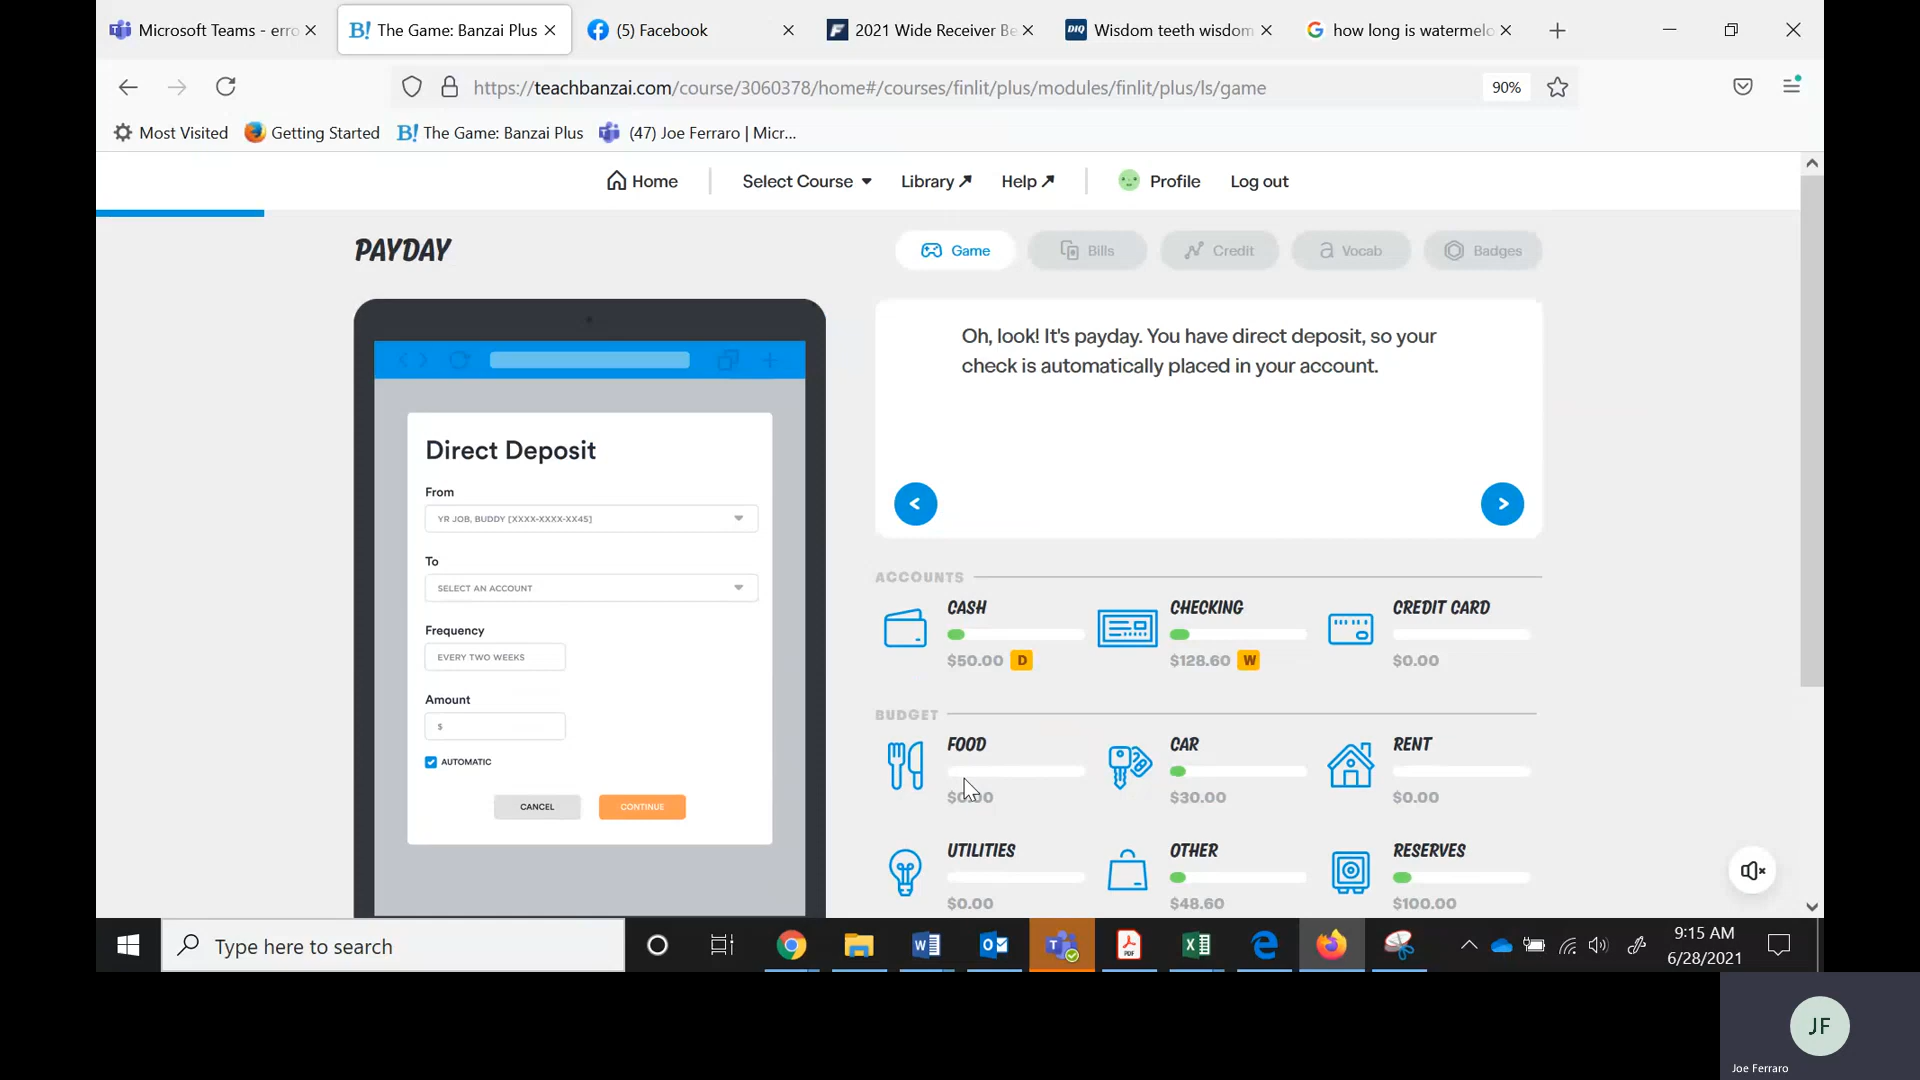 Microsoft Teams - erro
B! The Game: Banzai Plus
(5) Facebook
2021 Wide Receiver Be
DIQ Wisdom teeth wisdom
how long is watermelo
https://teachbanzai.com/course/3060378/home#/courses/finlit/plus/modules/finlit/plus/ls/game
90%
Most Visited
Getting Started
B! The Game: Banzai Plus
(47) Joe Ferraro | Micr...
Home
Select Course
Library
Help
Profile
Log out
PAYDAY
Game
Bills
Credit
a Vocab
Badges
Oh, look! It's payday. You have direct deposit, so your
check is automatically placed in your account.
Direct Deposit
From
YR JOB, BUDDY [XXXX-XXXX-XX45]
To
SELECT AN ACCOUNT
Frequency
EVERY TWO WEEKS
Amount
$
AUTOMATIC
CANCEL
CONTINUE
ACCOUNTS
CASH
$50.00 D
CHECKING
$128.60 W
CREDIT CARD
$0.00
BUDGET
FOOD
$0.00
CAR
$30.00
RENT
$0.00
UTILITIES
$0.00
OTHER
$48.60
RESERVES
$100.00
Type here to search
9:15 AM
6/28/2021
JF
Joe Ferraro